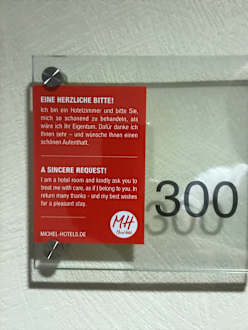 EINE HERZLICHE BITTE!
Ich bin ein Hotelzimmer und bitte Sie,
mich so schonend zu behandeln, als
wäre ich Ihr Eigentum. Dafür danke ich
Ihnen sehr – und wünsche Ihnen einen
schönen Aufenthalt.
A SINCERE REQUEST!
I am a hotel room and kindly ask you to
treat me with care, as if I belong to you. In
return many thanks - and my best wishes
for a pleasant stay.
MH
MICHEL-HOTELS.DE
300